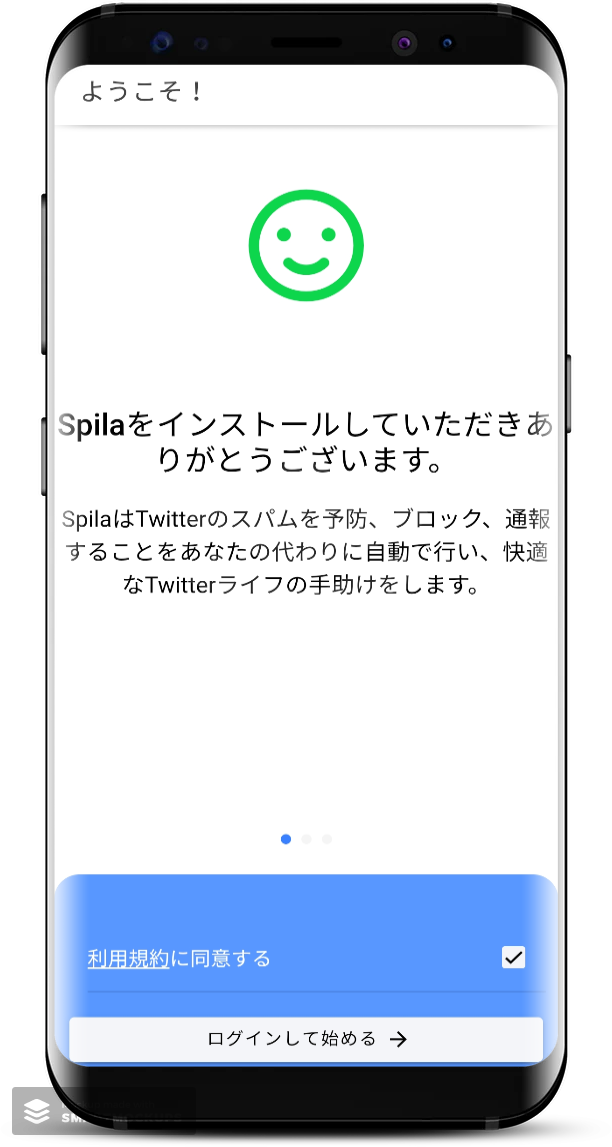 ようこそ！
Spilaをインストールしていただきあ
りがとうございます。
SpilaはTwitterのスパムを予防、ブロック、通報
することをあなたの代わりに自動で行い、快適
なTwitterライフの手助けをします。
利用規約に同意する
ログインして始める →